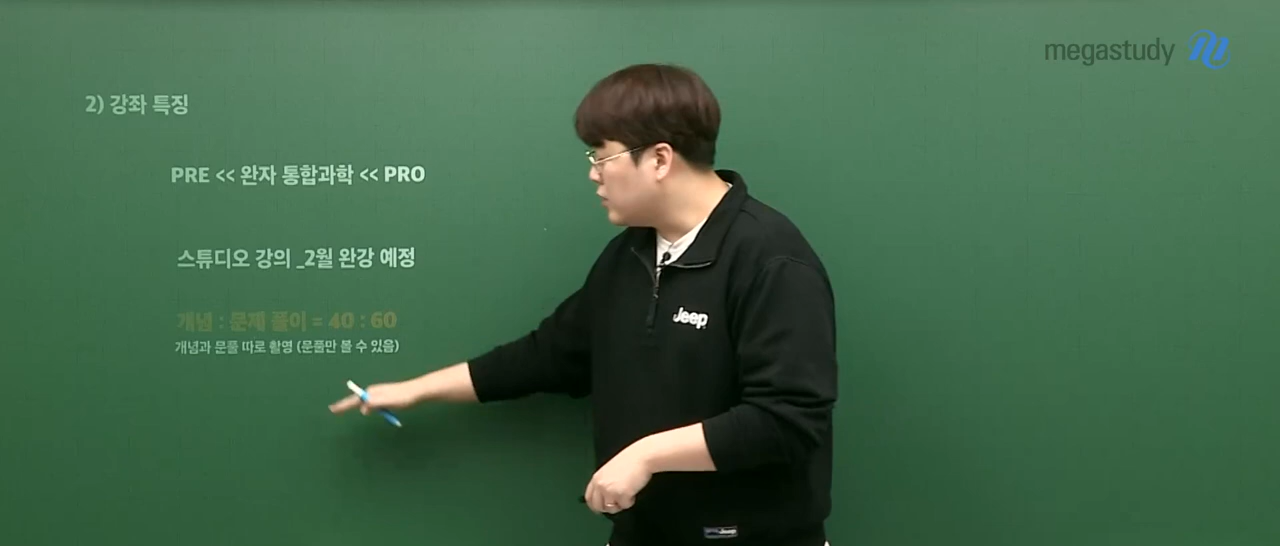 megastudy
2) 강좌 특징
PRE << 완자 통합과학 << PRO
스튜디오 강의 _2월 완강 예정
개념 : 문제 풀이 = 40 : 60
개념과 문풀 따로 촬영 (문풀만 볼 수 있음)
Jeep
Jeep